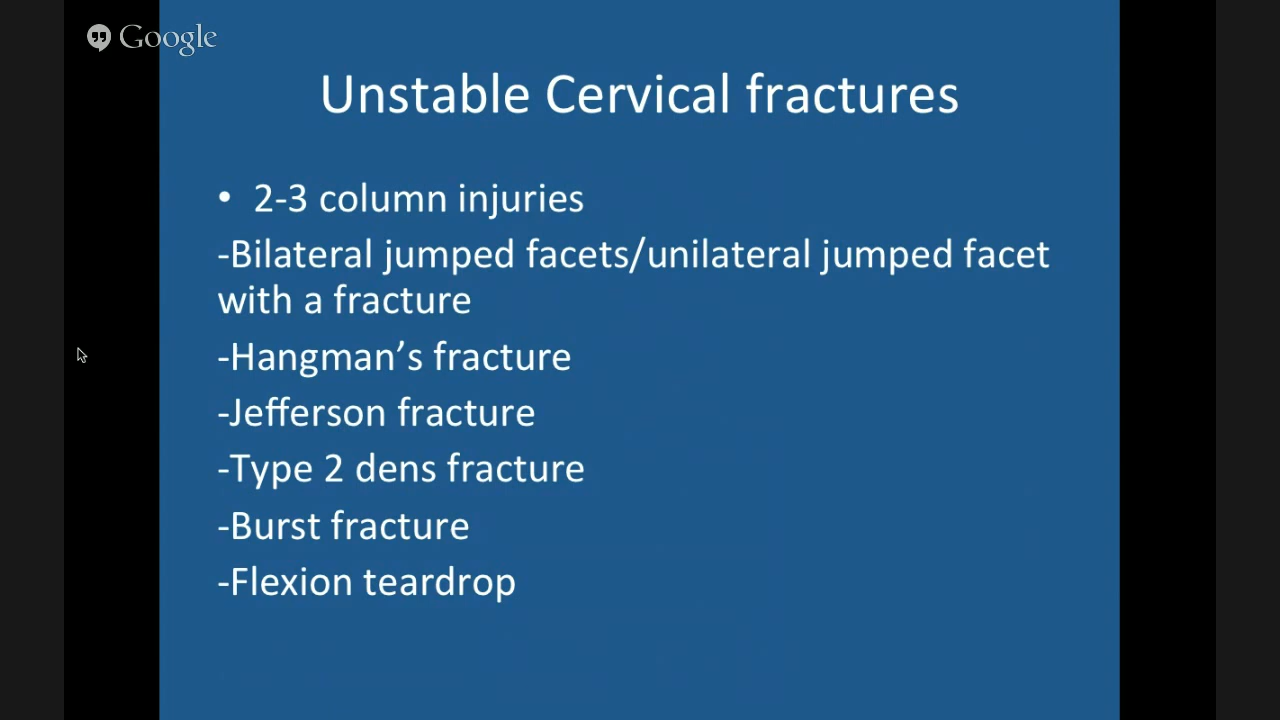 Google
Unstable Cervical fractures
• 2-3 column injuries
-Bilateral jumped facets/unilateral jumped facet
with a fracture
-Hangman’s fracture
-Jefferson fracture
-Type 2 dens fracture
-Burst fracture
-Flexion teardrop